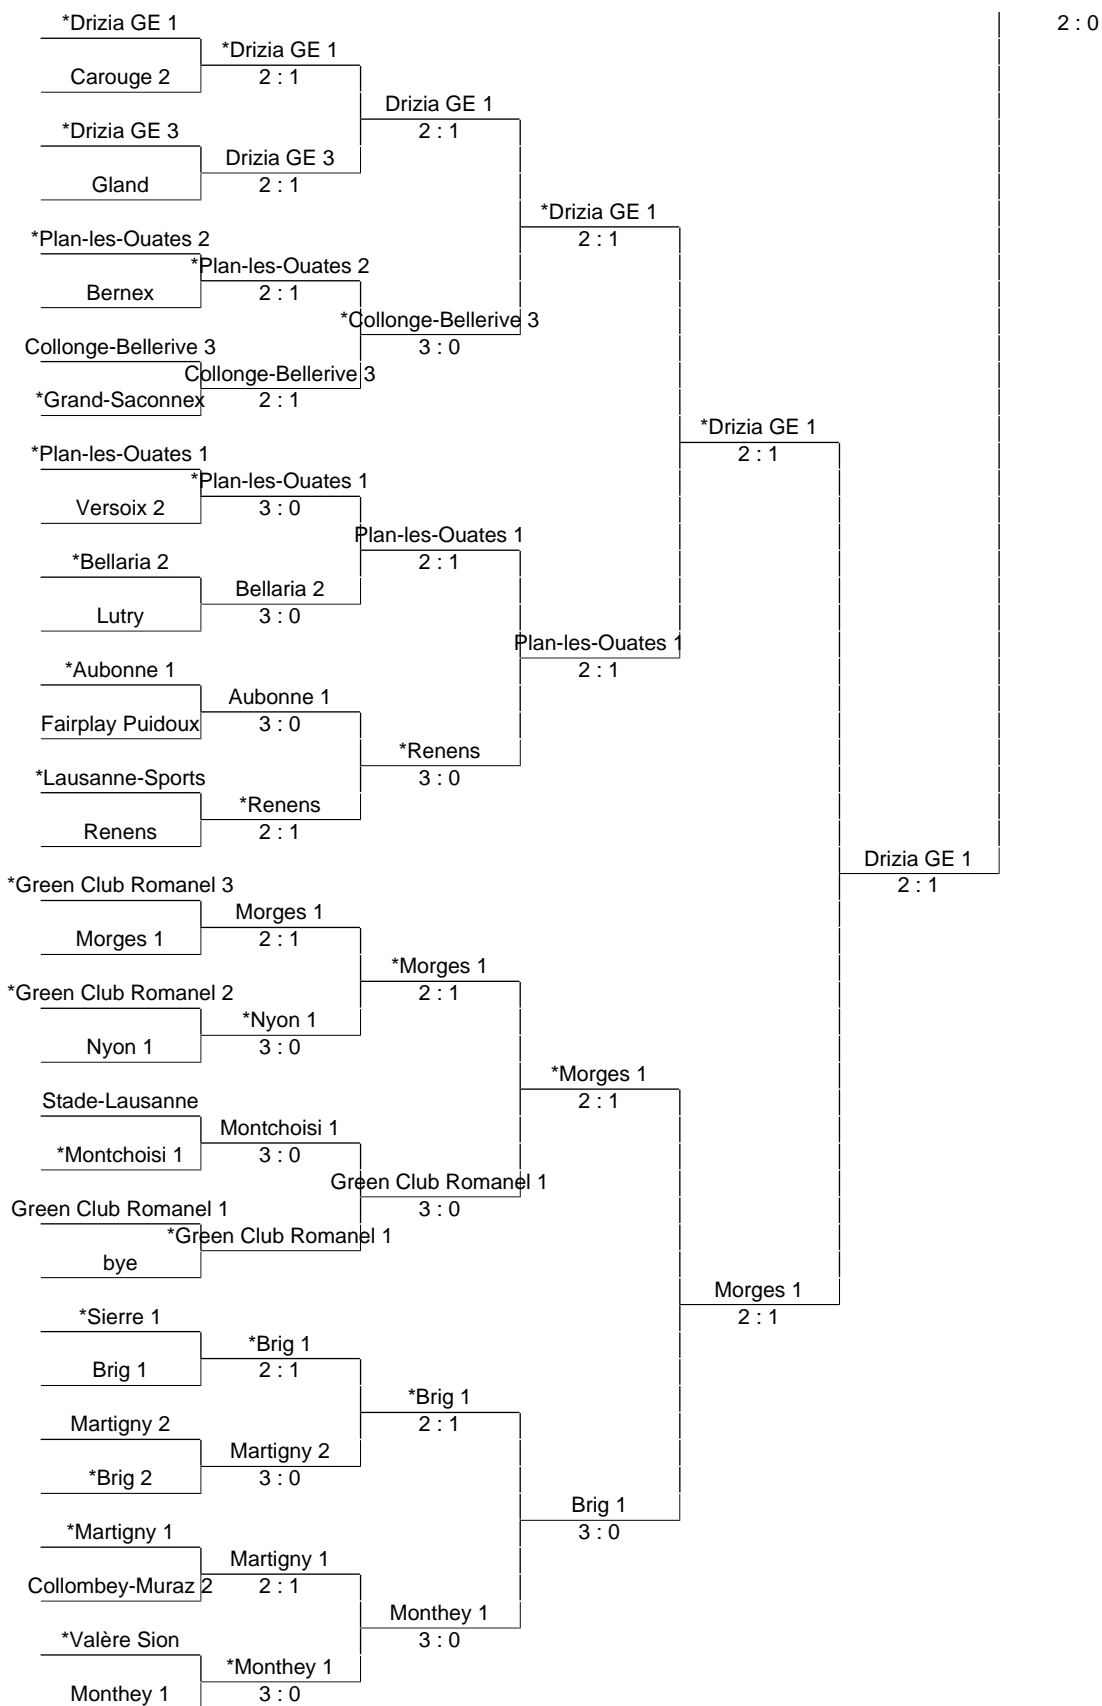 *Drizia GE 1
2 : 0
*Drizia GE 1
Carouge 2
2 : 1
Drizia GE 1
*Drizia GE 3
2 : 1
Drizia GE 3
Gland
2 : 1
*Drizia GE 1
*Plan-les-Ouates 2
2 : 1
*Plan-les-Ouates 2
Bernex
2 : 1
*Collonge-Bellerive 3
Collonge-Bellerive 3
3 : 0
Collonge-Bellerive 3
*Grand-Saconnex
2 : 1
*Drizia GE 1
*Plan-les-Ouates 1
2 : 1
*Plan-les-Ouates 1
Versoix 2
3 : 0
Plan-les-Ouates 1
*Bellaria 2
2 : 1
Bellaria 2
Lutry
3 : 0
Plan-les-Ouates 1
*Aubonne 1
2 : 1
Aubonne 1
Fairplay Puidoux
3 : 0
*Renens
*Lausanne-Sports
3 : 0
*Renens
Renens
2 : 1
Drizia GE 1
*Green Club Romanel 3
2 : 1
Morges 1
Morges 1
2 : 1
*Morges 1
*Green Club Romanel 2
2 : 1
*Nyon 1
Nyon 1
3 : 0
*Morges 1
Stade-Lausanne
2 : 1
Montchoisi 1
*Montchoisi 1
3 : 0
Green Club Romanel 1
Green Club Romanel 1
3 : 0
*Green Club Romanel 1
bye
Morges 1
*Sierre 1
2 : 1
*Brig 1
Brig 1
2 : 1
*Brig 1
Martigny 2
2 : 1
Martigny 2
*Brig 2
3 : 0
Brig 1
*Martigny 1
3 : 0
Martigny 1
Collombey-Muraz 2
2 : 1
Monthey 1
*Valère Sion
3 : 0
*Monthey 1
Monthey 1
3 : 0